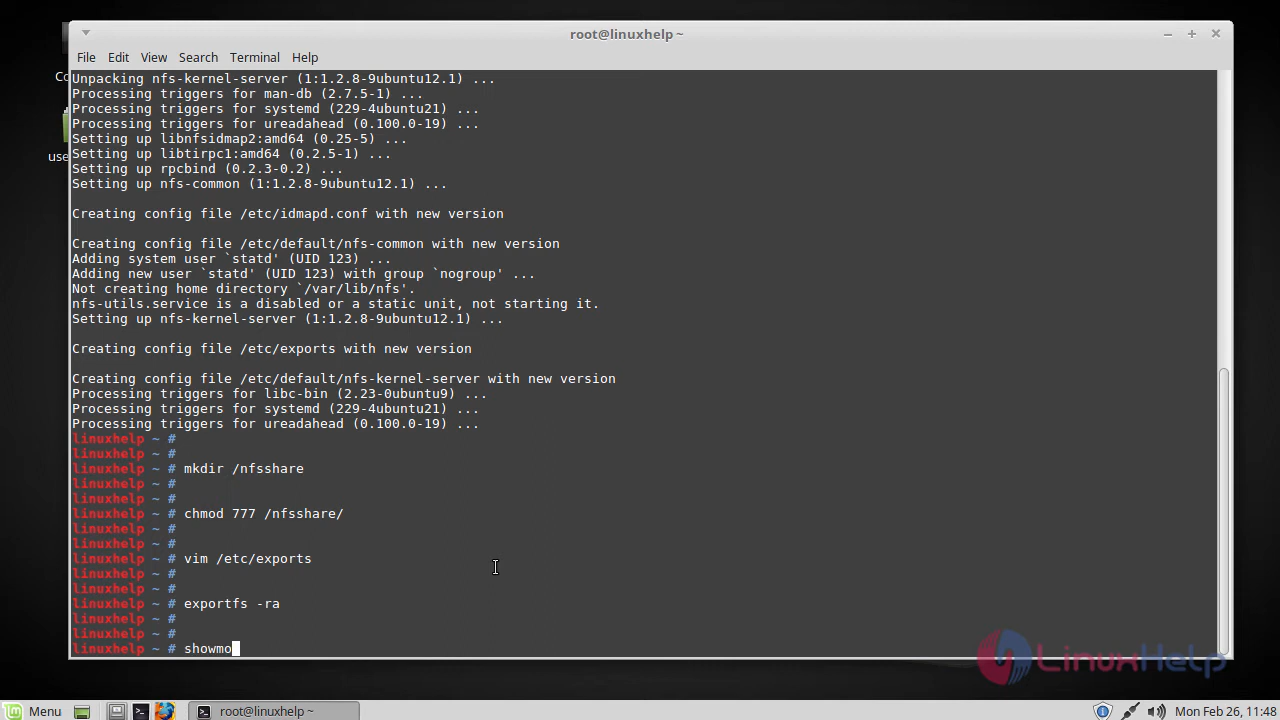 root@linuxhelp ~
File Edit View Search Terminal Help
Unpacking nfs-kernel-server (1:1.2.8-9ubuntu12.1) ...
Processing triggers for man-db (2.7.5-1) ...
Processing triggers for systemd (229-4ubuntu21) ...
Processing triggers for ureadahead (0.100.0-19) ...
Setting up libnfsidmap2:amd64 (0.25-5) ...
Setting up libtirpc1:amd64 (0.2.5-1) ...
Setting up rpcbind (0.2.3-0.2) ...
Setting up nfs-common (1:1.2.8-9ubuntu12.1) ...
Creating config file /etc/idmapd.conf with new version
Creating config file /etc/default/nfs-common with new version
Adding system user `statd' (UID 123) ...
Adding new user `statd' (UID 123) with group `nogroup' ...
Not creating home directory `/var/lib/nfs'.
nfs-utils.service is a disabled or a static unit, not starting it.
Setting up nfs-kernel-server (1:1.2.8-9ubuntu12.1) ...
Creating config file /etc/exports with new version
Creating config file /etc/default/nfs-kernel-server with new version
Processing triggers for libc-bin (2.23-0ubuntu9) ...
Processing triggers for systemd (229-4ubuntu21) ...
Processing triggers for ureadahead (0.100.0-19) ...
linuxhelp ~ #
linuxhelp ~ #
linuxhelp ~ # mkdir /nfsshare
linuxhelp ~ #
linuxhelp ~ #
linuxhelp ~ # chmod 777 /nfsshare/
linuxhelp ~ #
linuxhelp ~ #
linuxhelp ~ # vim /etc/exports
linuxhelp ~ #
linuxhelp ~ #
linuxhelp ~ # exportfs -ra
linuxhelp ~ #
linuxhelp ~ #
linuxhelp ~ # showmo
LinuxHelp
Menu root@linuxhelp ~ Mon Feb 26, 11:48